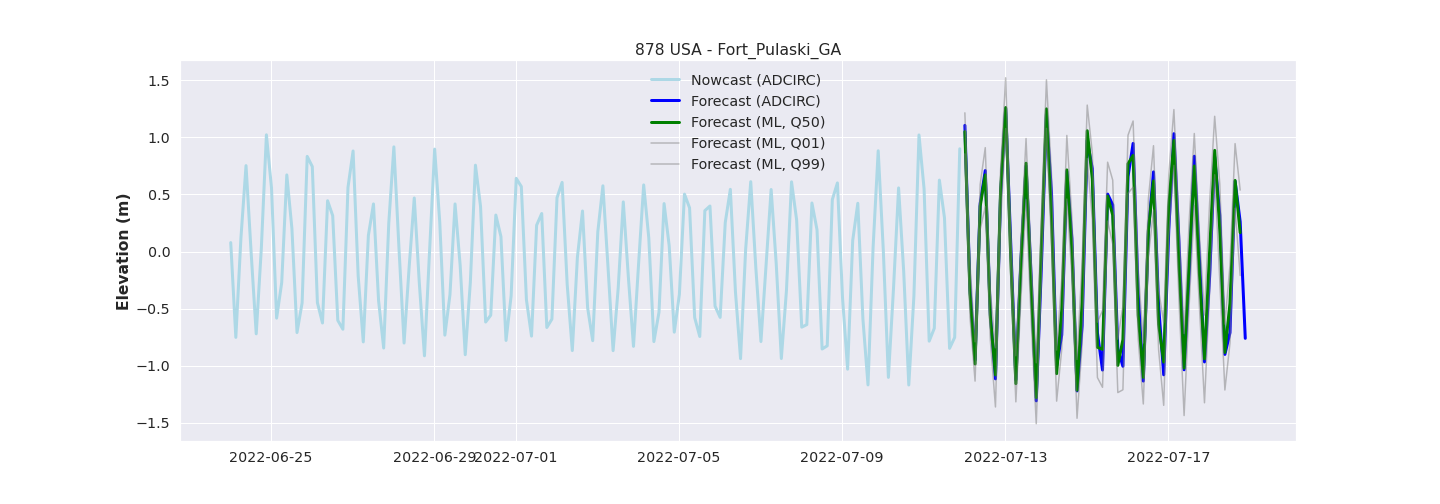 878 USA - Fort_Pulaski_GA
Nowcast (ADCIRC)
Forecast (ADCIRC)
Forecast (ML, Q50)
Forecast (ML, Q01)
Forecast (ML, Q99)
Elevation (m)
1.5
1.0
0.5
0.0
−0.5
−1.0
−1.5
2022-06-25 2022-06-29 2022-07-01 2022-07-05 2022-07-09 2022-07-13 2022-07-17